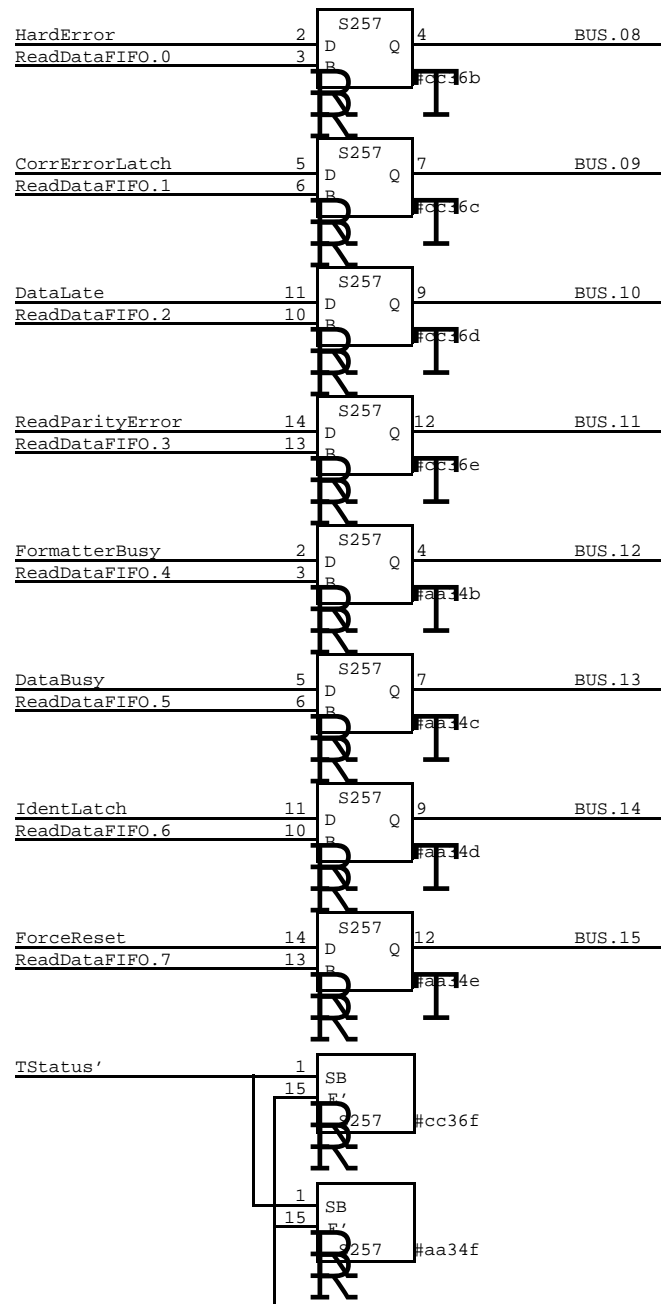 S257
HardError 2 D Q 4 BUS.08
ReadDataFIFO.0 3 B
#cc36b
R R T
S257
CorrErrorLatch 5 D Q 7 BUS.09
ReadDataFIFO.1 6 B
#cc36c
R R T
S257
DataLate 11 D Q 9 BUS.10
ReadDataFIFO.2 10 B
#cc36d
R R T
S257
ReadParityError 14 D Q 12 BUS.11
ReadDataFIFO.3 13 B
#cc36e
R R T
S257
FormatterBusy 2 D Q 4 BUS.12
ReadDataFIFO.4 3 B
#aa34b
R R T
S257
DataBusy 5 D Q 7 BUS.13
ReadDataFIFO.5 6 B
#aa34c
R R T
S257
IdentLatch 11 D Q 9 BUS.14
ReadDataFIFO.6 10 B
#aa34d
R R T
S257
ForceReset 14 D Q 12 BUS.15
ReadDataFIFO.7 13 B
#aa34e
R R T
TStatus’ 1 SB
15 E’
S257 #cc36f
R R
1 SB
15 E’
S257 #aa34f
R R